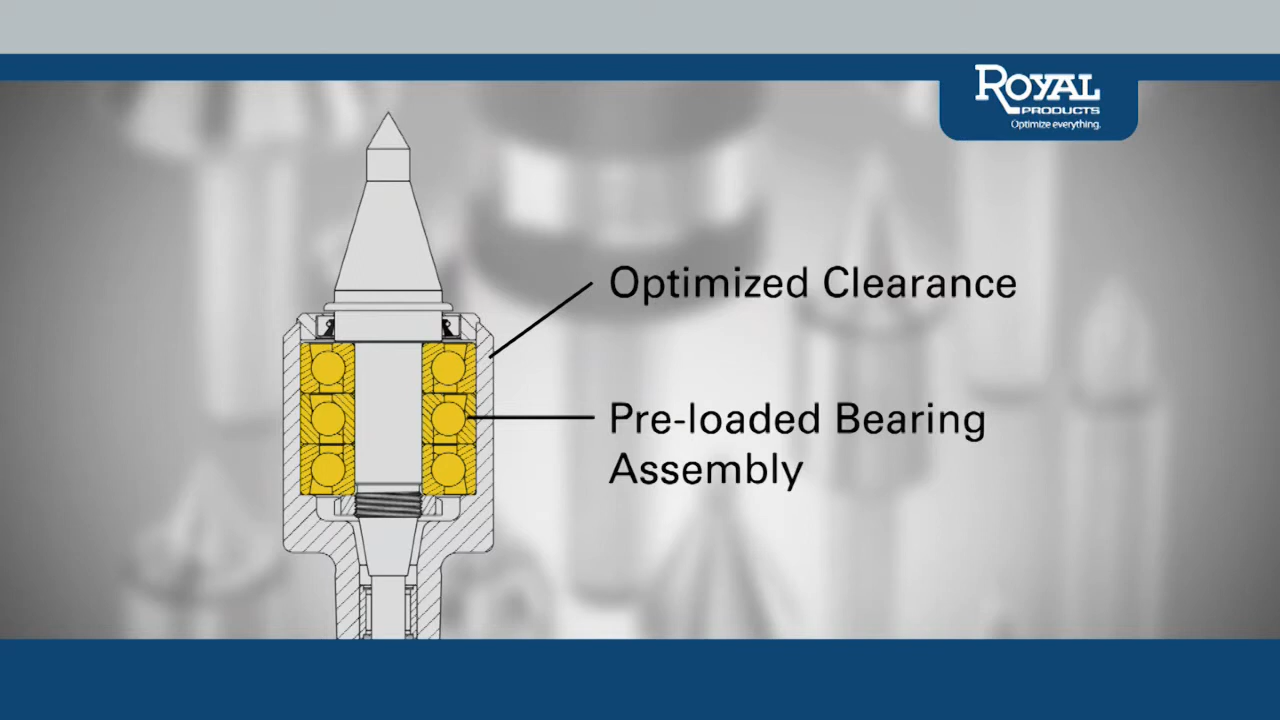 ROYAL
PRODUCTS
Optimize everything.
Optimized Clearance
Pre-loaded Bearing
Assembly